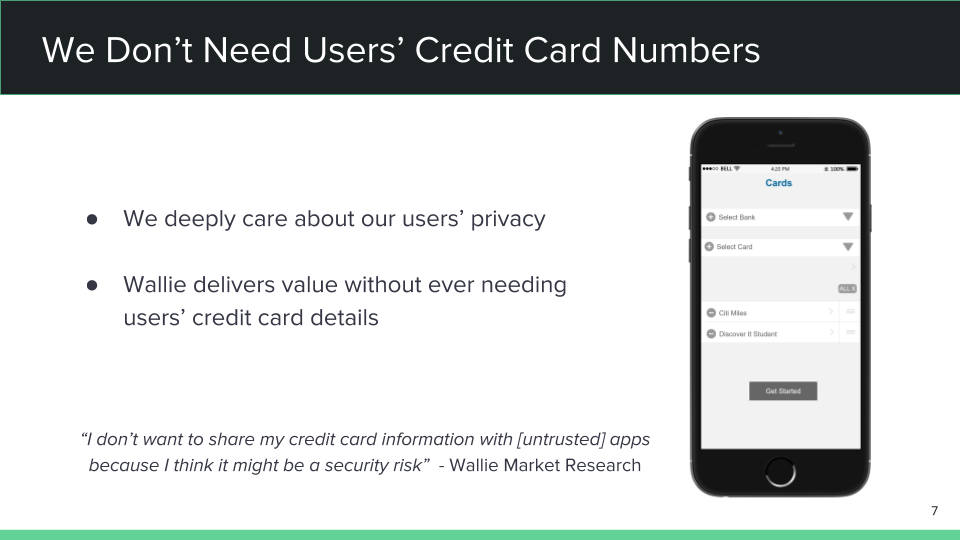 We Don’t Need Users’ Credit Card Numbers
● We deeply care about our users’ privacy
● Wallie delivers value without ever needing
users’ credit card details
“I don’t want to share my credit card information with [untrusted] apps
because I think it might be a security risk” - Wallie Market Research
BELL 4:20 PM 100%
Cards
Select Bank
Select Card
ALL
Citi Miles
Discover It Student
Get Started
7